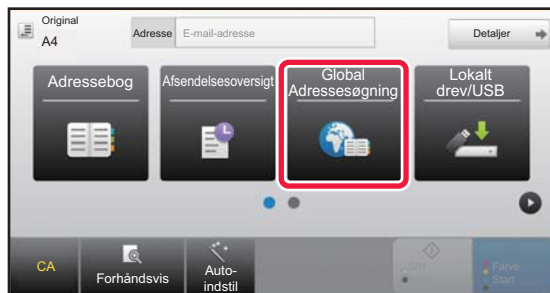 Original
A4
Adresse
E-mail-adresse
Detaljer
Adressebog
Afsendelsesoversigt
Global
Adressesøgning
Lokalt
drev/USB
CA
Forhåndsvis
Auto-
indstil
Farve
Start